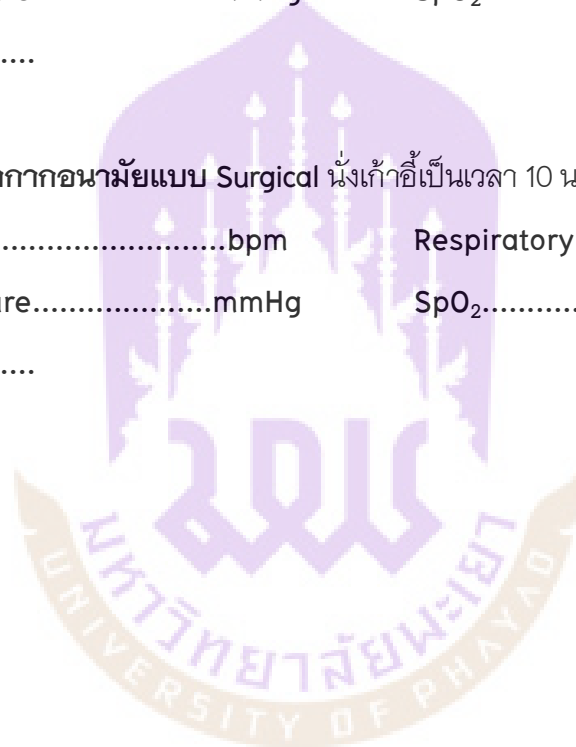 .....
กากอนามัยแบบ Surgical นั่งเก้าอี้เป็นเวลา 10 น
........................bpm Respiratory
ure...................mmHg SpO₂..........
.....
มพ
มหาวิทยาลัยพะเยา
UNIVERSITY OF PHAYAO